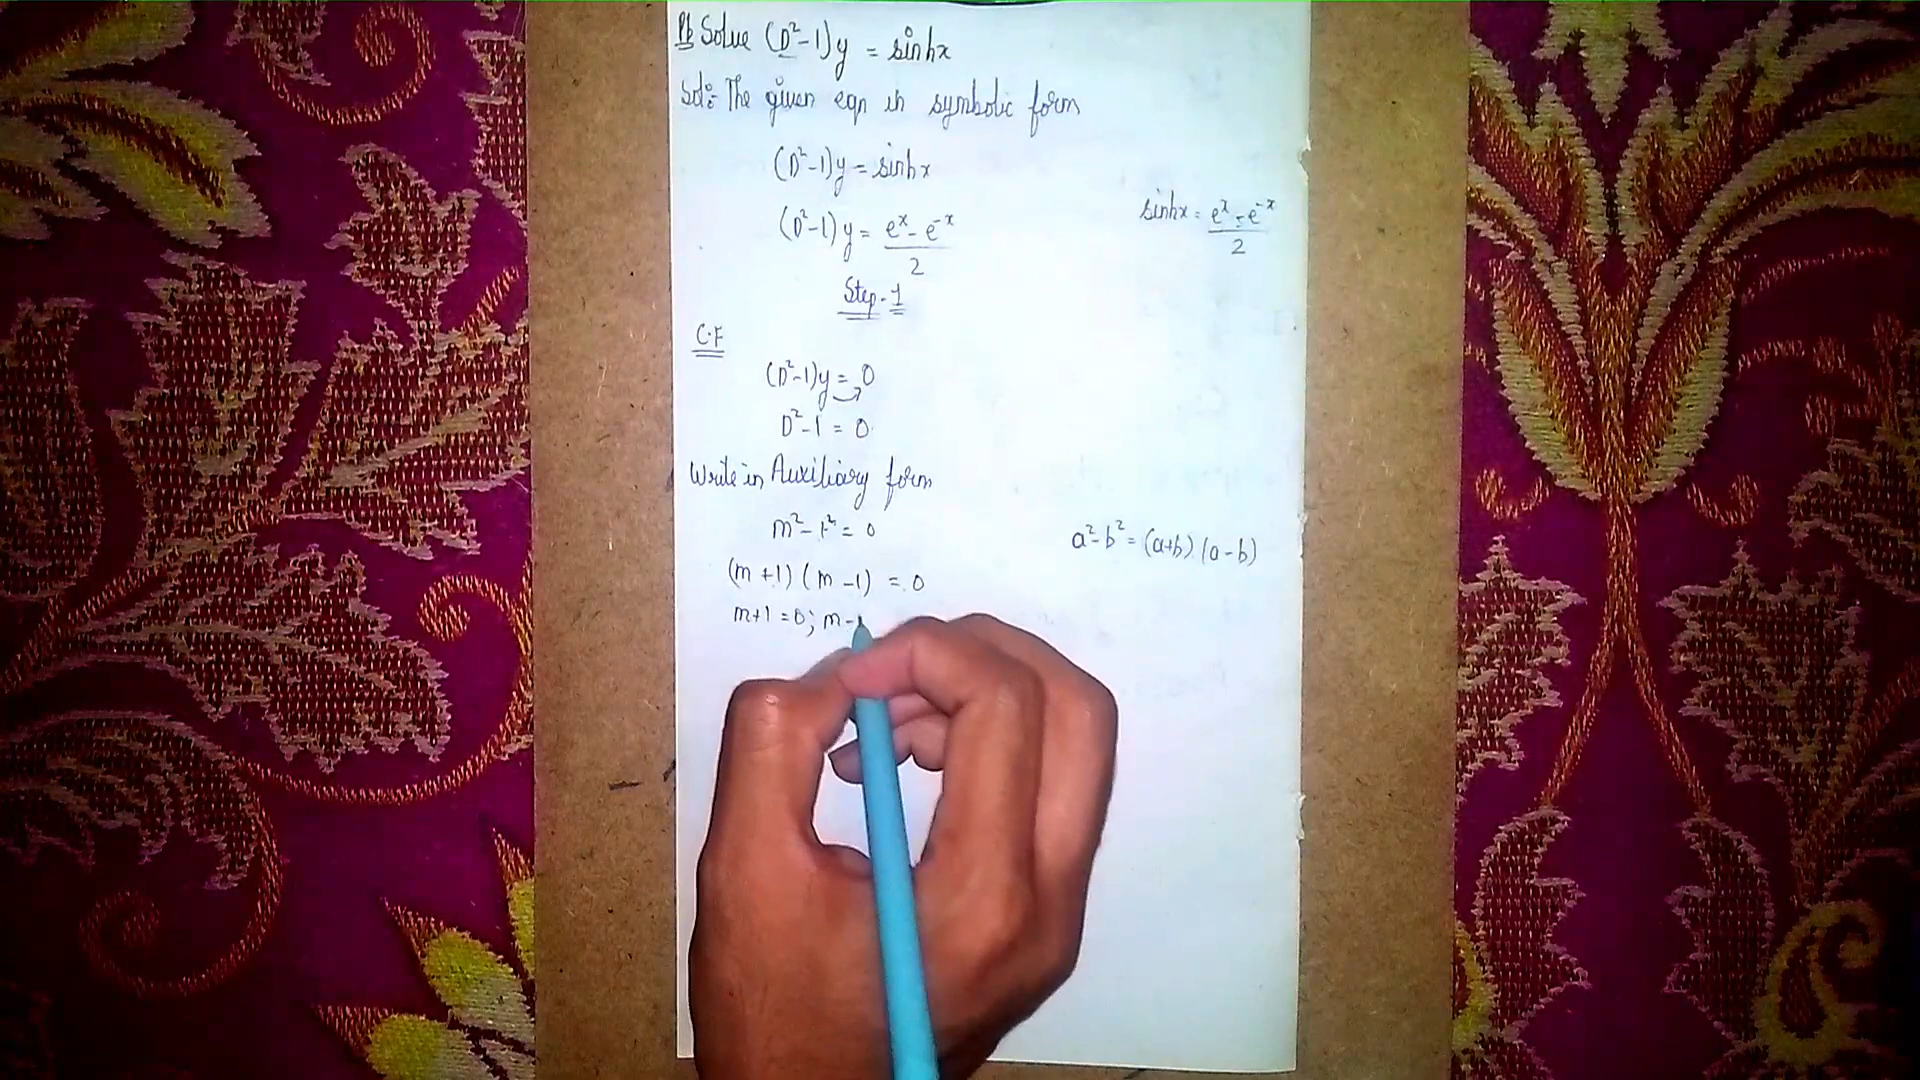 Pb Solve (D²-1)y = sinhx
Sol:- The given eqn in symbolic form
(D²-1)y = sinhx
sinhx = e^x - e^-x / 2
(D²-1)y = e^x - e^-x / 2
Step-1
C.F
(D²-1)y = 0
D²-1 = 0
Write in Auxiliary form
m²-1² = 0
a²-b² = (a+b) (a-b)
(m+1) (m-1) = 0
m+1 = 0; m-1